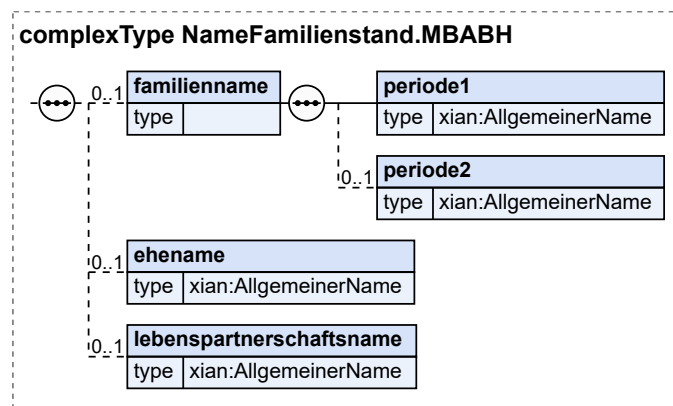 complexType NameFamilienstand.MBABH
0..1
familienname
type
periode1
type xian:AllgemeinerName
0..1
periode2
type xian:AllgemeinerName
0..1
ehename
type xian:AllgemeinerName
0..1
lebenspartnerschaftsname
type xian:AllgemeinerName